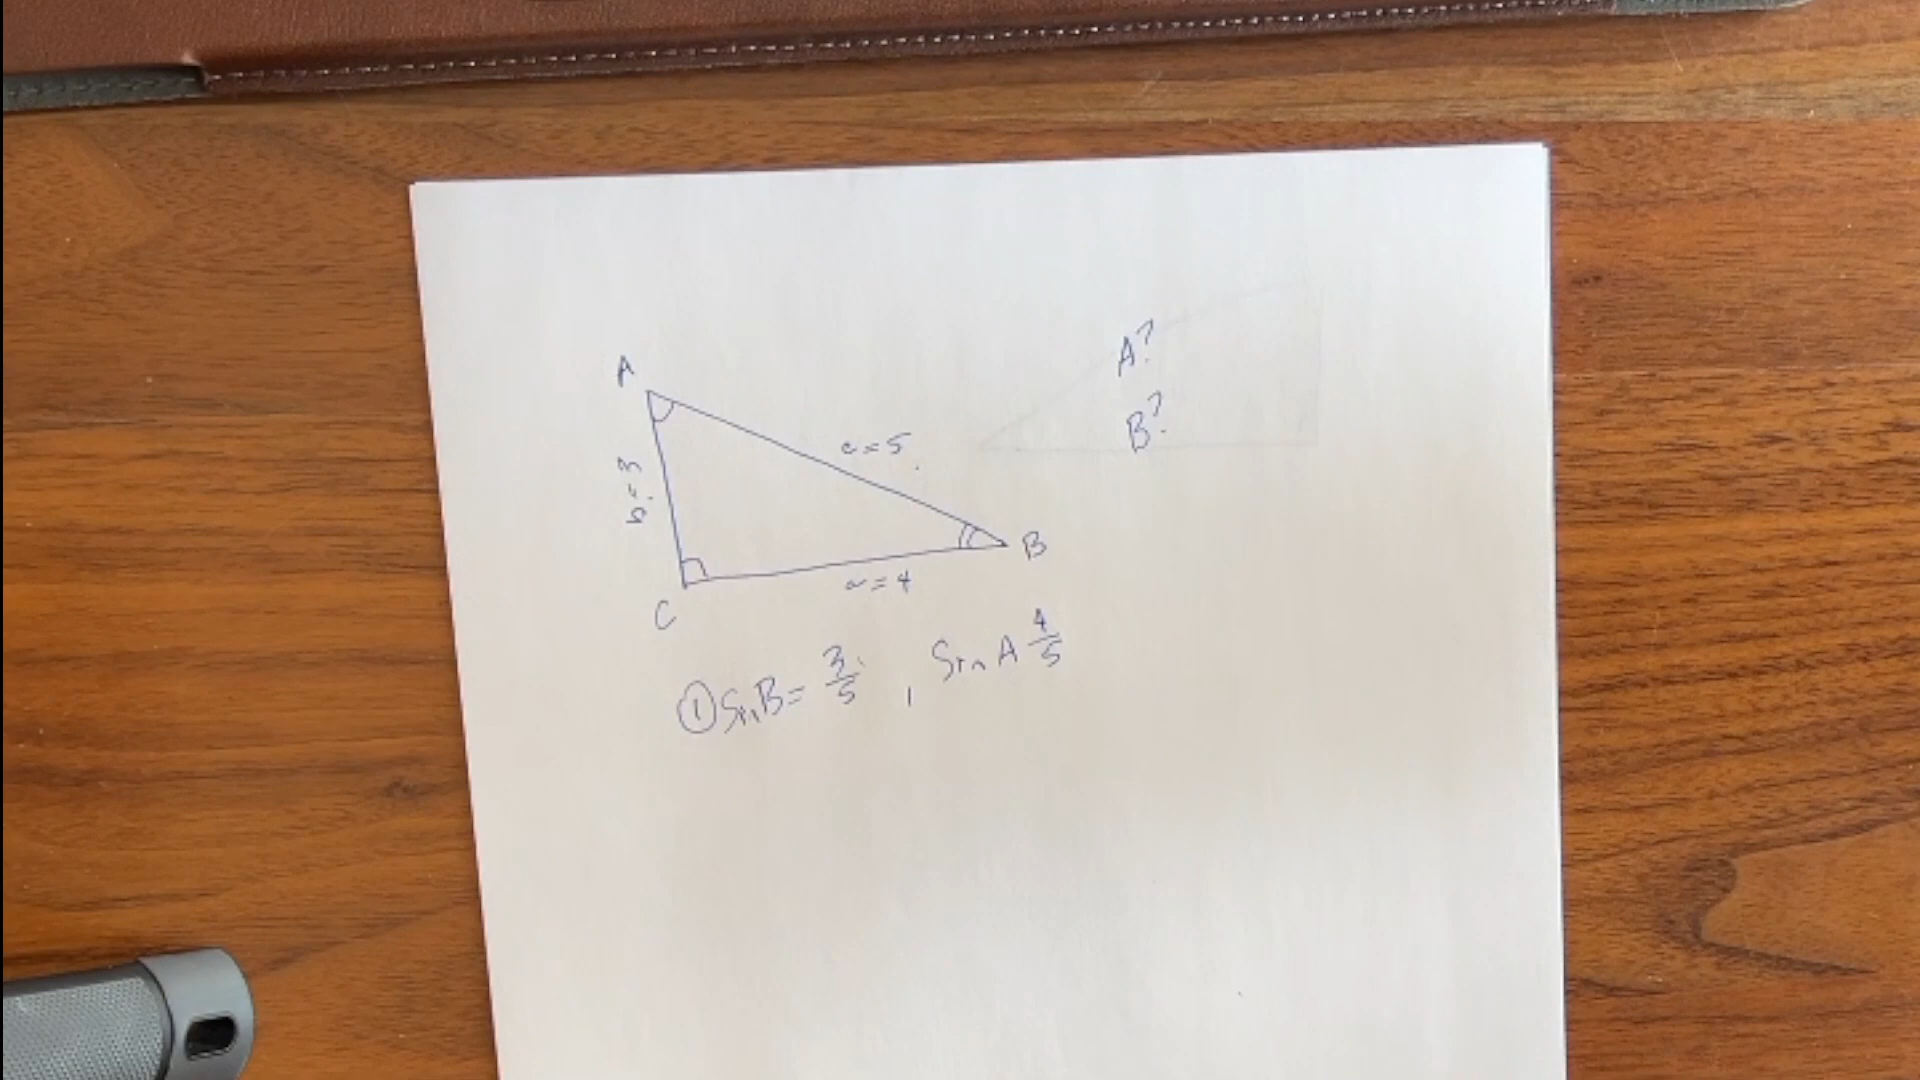 A?
A
c=5
B?
b=3
B
a=4
C
① Sin B = 3/5 , Sin A 4/5